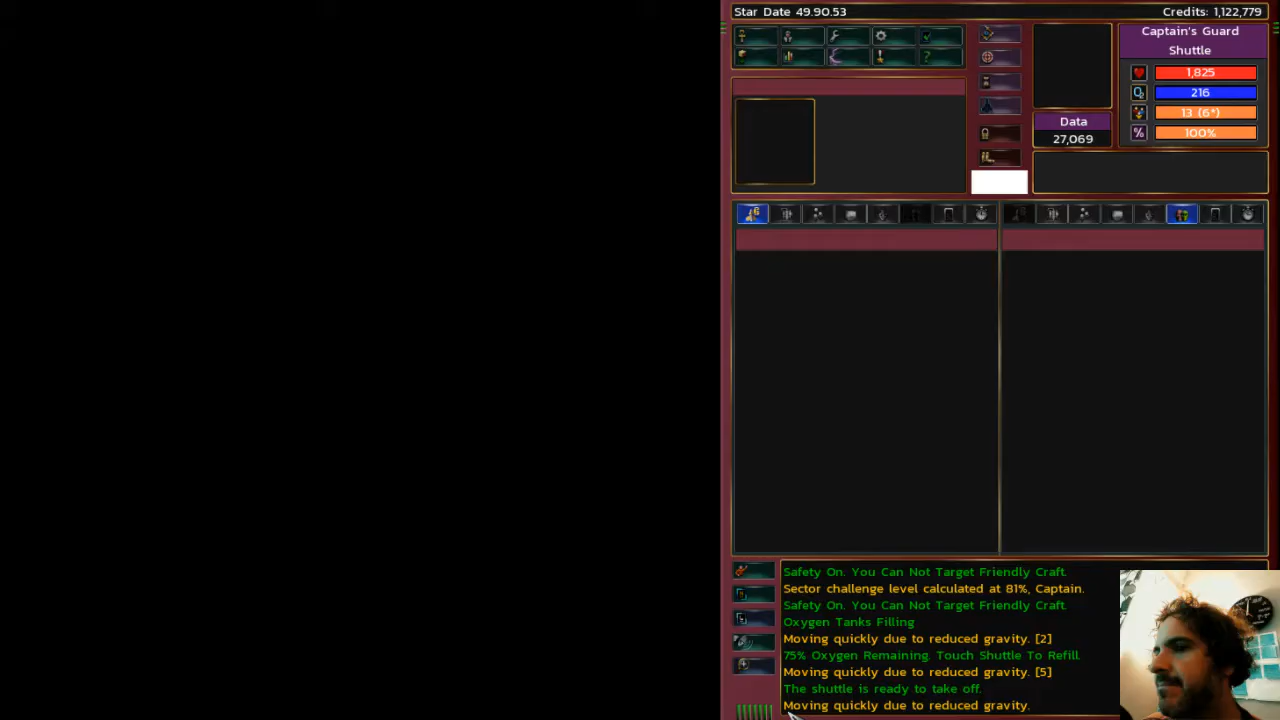 Star Date 49.90.53
Credits: 1,122,779
Captain's Guard
Shuttle
1,825
O2
216
13 (6*)
%
100%
Data
27,069
6
Safety On. You Can Not Target Friendly Craft.
Sector challenge level calculated at 81%, Captain.
Safety On. You Can Not Target Friendly Craft.
Oxygen Tanks Filling
Moving quickly due to reduced gravity. [2]
75% Oxygen Remaining. Touch Shuttle To Refill.
Moving quickly due to reduced gravity. [5]
The shuttle is ready to take off.
Moving quickly due to reduced gravity.